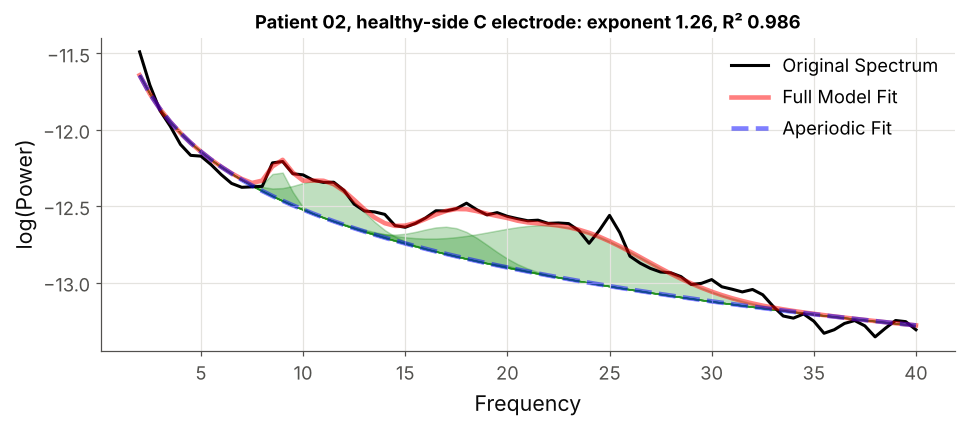 Patient 02, healthy-side C electrode: exponent 1.26, R² 0.986
Original Spectrum
Full Model Fit
Aperiodic Fit
log(Power)
−11.5
−12.0
−12.5
−13.0
5 10 15 20 25 30 35 40
Frequency